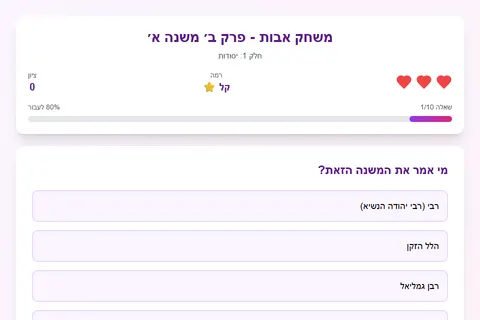 משחק אבות - פרק ב׳ משנה א׳
חלק 1: יסודות
רמה
קל
ציון
0
שאלה 1/10
80% לעבור
מי אמר את המשנה הזאת?
רבי (רבי יהודה הנשיא)
הלל הזקן
רבן גמליאל